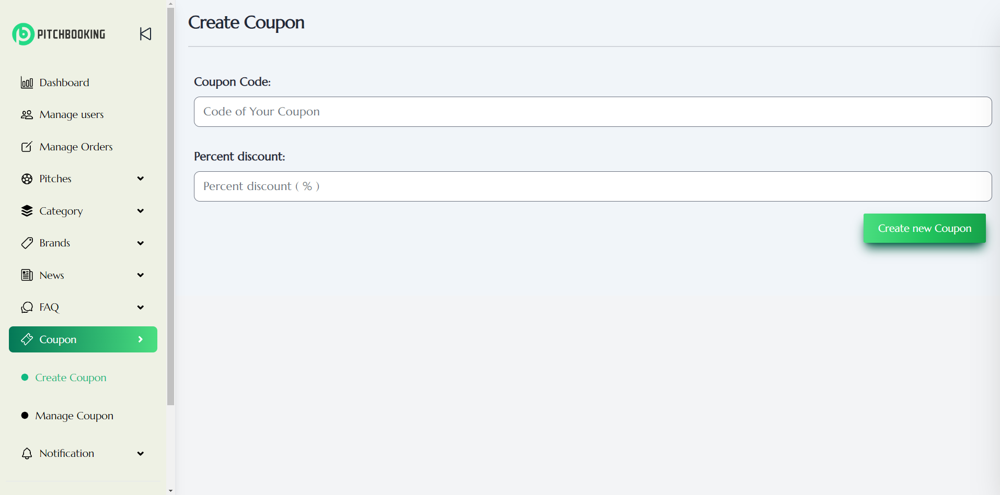 PITCHBOOKING
Dashboard
Manage users
Manage Orders
Pitches
Category
Brands
News
FAQ
Coupon
Create Coupon
Manage Coupon
Notification
Create Coupon
Coupon Code:
Code of Your Coupon
Percent discount:
Percent discount ( % )
Create new Coupon